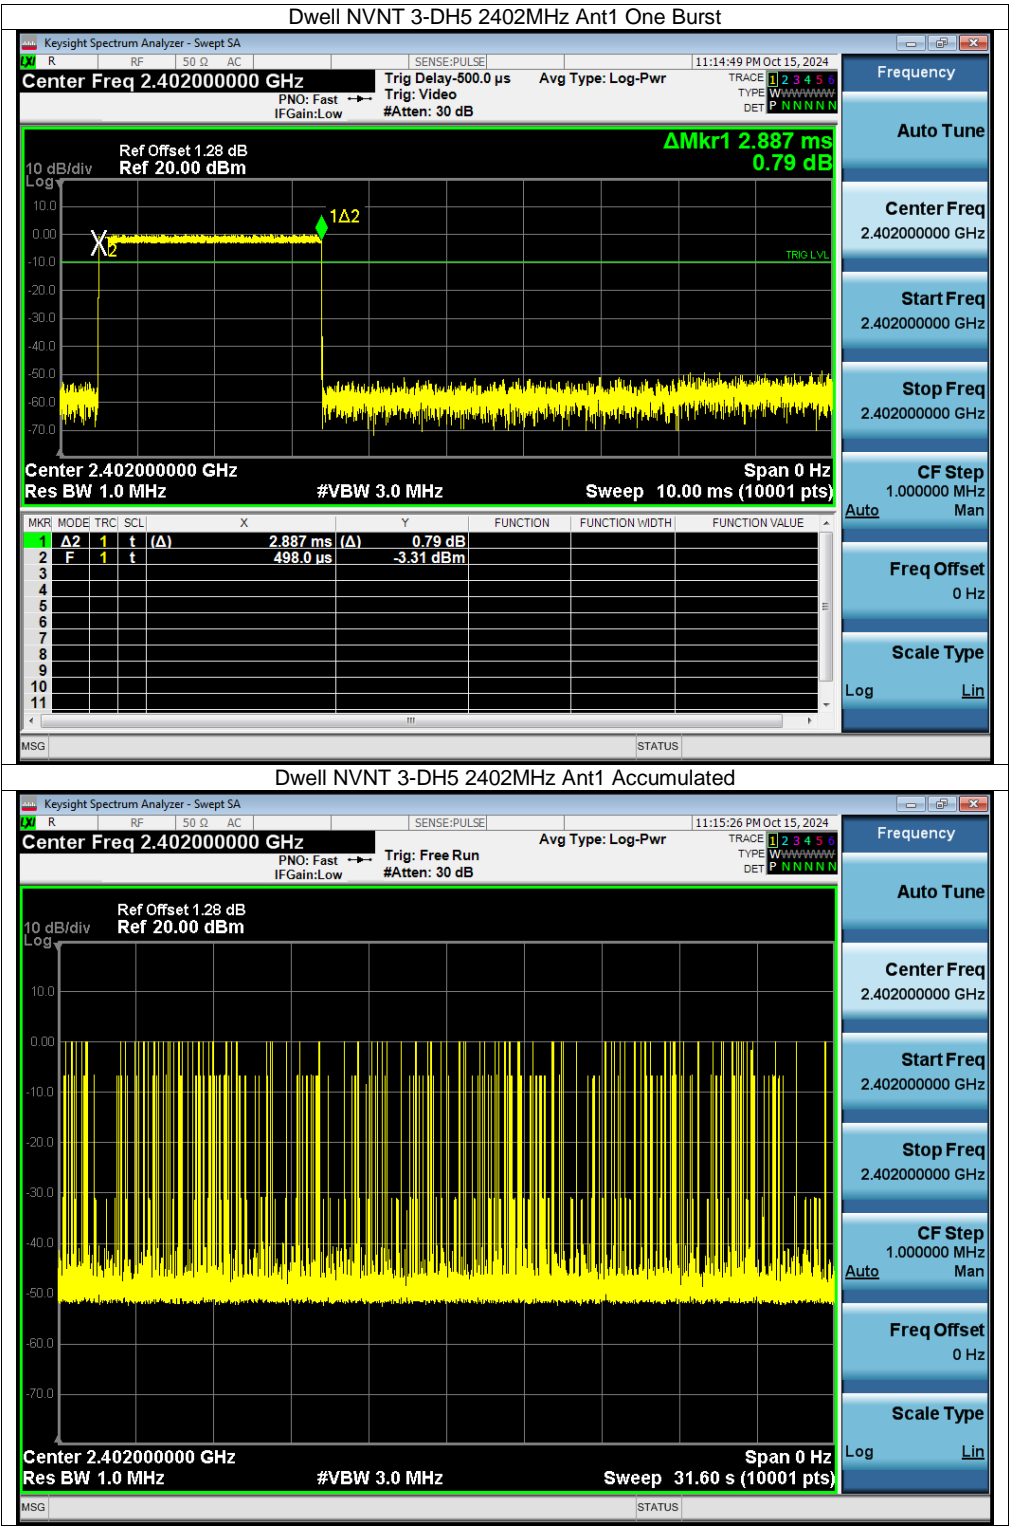 Dwell NVNT 3-DH5 2402MHz Ant1 One Burst
Keysight Spectrum Analyzer - Swept SA
LXI R RF 50 Ω AC SENSE:PULSE 11:14:49 PM Oct 15, 2024
Center Freq 2.402000000 GHz
PNO: Fast
IFGain:Low
Trig Delay-500.0 µs
Trig: Video
#Atten: 30 dB
Avg Type: Log-Pwr
TRACE 1 2 3 4 5 6
TYPE WWWWWW
DET P N N N N N
ΔMkr1 2.887 ms
0.79 dB
Ref Offset 1.28 dB
10 dB/div Ref 20.00 dBm
Log
10.0
0.00
-10.0
-20.0
-30.0
-40.0
-50.0
-60.0
-70.0
1Δ2
2
TRIG LVL
Center 2.402000000 GHz Span 0 Hz
Res BW 1.0 MHz #VBW 3.0 MHz Sweep 10.00 ms (10001 pts)
MKR MODE TRC SCL X Y FUNCTION FUNCTION WIDTH FUNCTION VALUE
1 Δ2 1 t (Δ) 2.887 ms (Δ) 0.79 dB
2 F 1 t 498.0 µs -3.31 dBm
3
4
5
6
7
8
9
10
11
MSG STATUS
Frequency
Auto Tune
Center Freq
2.402000000 GHz
Start Freq
2.402000000 GHz
Stop Freq
2.402000000 GHz
CF Step
1.000000 MHz
Auto Man
Freq Offset
0 Hz
Scale Type
Log Lin
Dwell NVNT 3-DH5 2402MHz Ant1 Accumulated
Keysight Spectrum Analyzer - Swept SA
LXI R RF 50 Ω AC SENSE:PULSE 11:15:26 PM Oct 15, 2024
Center Freq 2.402000000 GHz
PNO: Fast
IFGain:Low
Trig: Free Run
#Atten: 30 dB
Avg Type: Log-Pwr
TRACE 1 2 3 4 5 6
TYPE WWWWWW
DET P N N N N N
Ref Offset 1.28 dB
10 dB/div Ref 20.00 dBm
Log
10.0
0.00
-10.0
-20.0
-30.0
-40.0
-50.0
-60.0
-70.0
Center 2.402000000 GHz Span 0 Hz
Res BW 1.0 MHz #VBW 3.0 MHz Sweep 31.60 s (10001 pts)
MSG STATUS
Frequency
Auto Tune
Center Freq
2.402000000 GHz
Start Freq
2.402000000 GHz
Stop Freq
2.402000000 GHz
CF Step
1.000000 MHz
Auto Man
Freq Offset
0 Hz
Scale Type
Log Lin